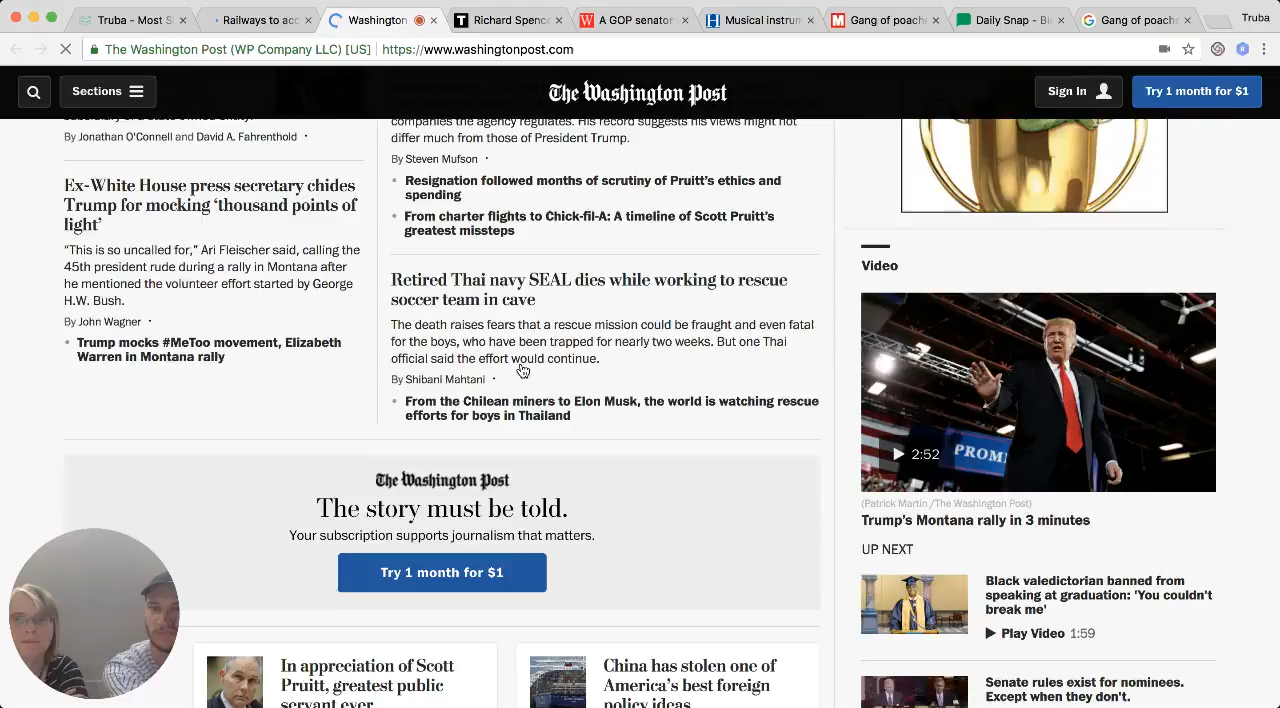 Truba - Most S
Railways to acc
Washington
Richard Spenc
A GOP senator
Musical instrum
Gang of poach
Daily Snap - Bi
Gang of poach
Truba
The Washington Post (WP Company LLC) [US]
https://www.washingtonpost.com
Sections
The Washington Post
Sign In
Try 1 month for $1
By Jonathan O'Connell and David A. Fahrenthold
Ex-White House press secretary chides
Trump for mocking ‘thousand points of
light’
“This is so uncalled for,” Ari Fleischer said, calling the
45th president rude during a rally in Montana after
he mentioned the volunteer effort started by George
H.W. Bush.
By John Wagner
Trump mocks #MeToo movement, Elizabeth
Warren in Montana rally
companies the agency regulates. His record suggests his views might not
differ much from those of President Trump.
By Steven Mufson
Resignation followed months of scrutiny of Pruitt’s ethics and
spending
From charter flights to Chick-fil-A: A timeline of Scott Pruitt’s
greatest missteps
Retired Thai navy SEAL dies while working to rescue
soccer team in cave
The death raises fears that a rescue mission could be fraught and even fatal
for the boys, who have been trapped for nearly two weeks. But one Thai
official said the effort would continue.
By Shibani Mahtani
From the Chilean miners to Elon Musk, the world is watching rescue
efforts for boys in Thailand
The Washington Post
The story must be told.
Your subscription supports journalism that matters.
Try 1 month for $1
In appreciation of Scott
Pruitt, greatest public
servant ever
China has stolen one of
America’s best foreign
policy ideas
Video
PROMI
2:52
(Patrick Martin /The Washington Post)
Trump’s Montana rally in 3 minutes
UP NEXT
Black valedictorian banned from
speaking at graduation: 'You couldn't
break me'
Play Video 1:59
Senate rules exist for nominees.
Except when they don't.